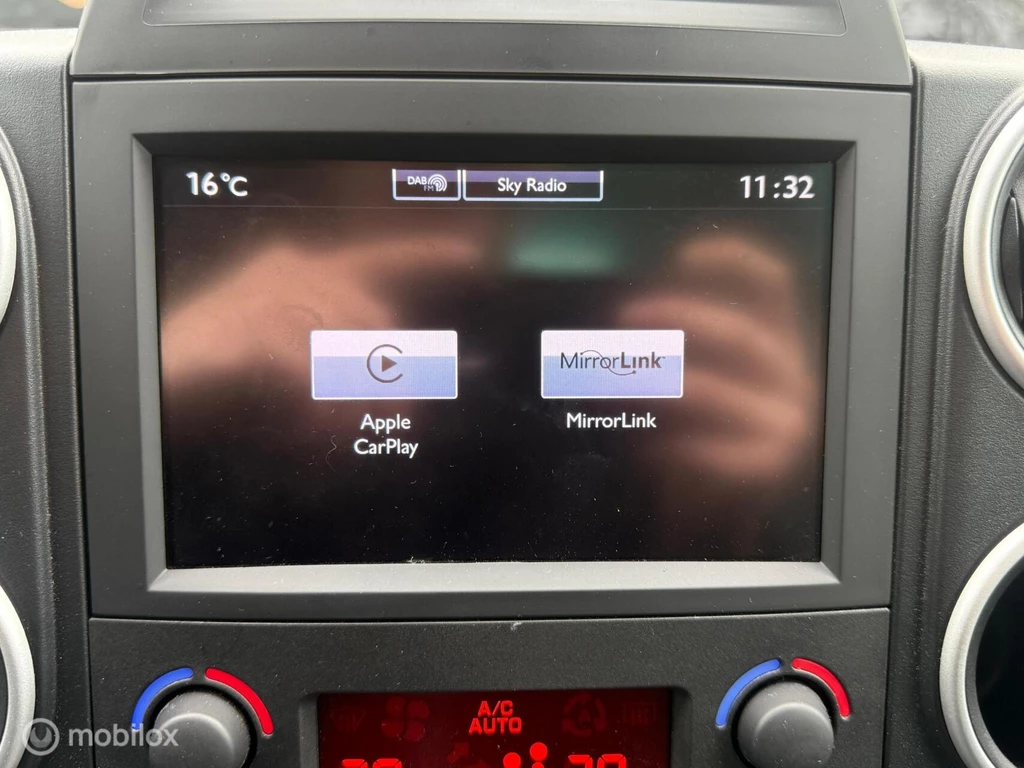 16°C
DAB
FM
Sky Radio
11:32
MirrorLink
Apple
CarPlay
MirrorLink
A/C
AUTO
mobilox